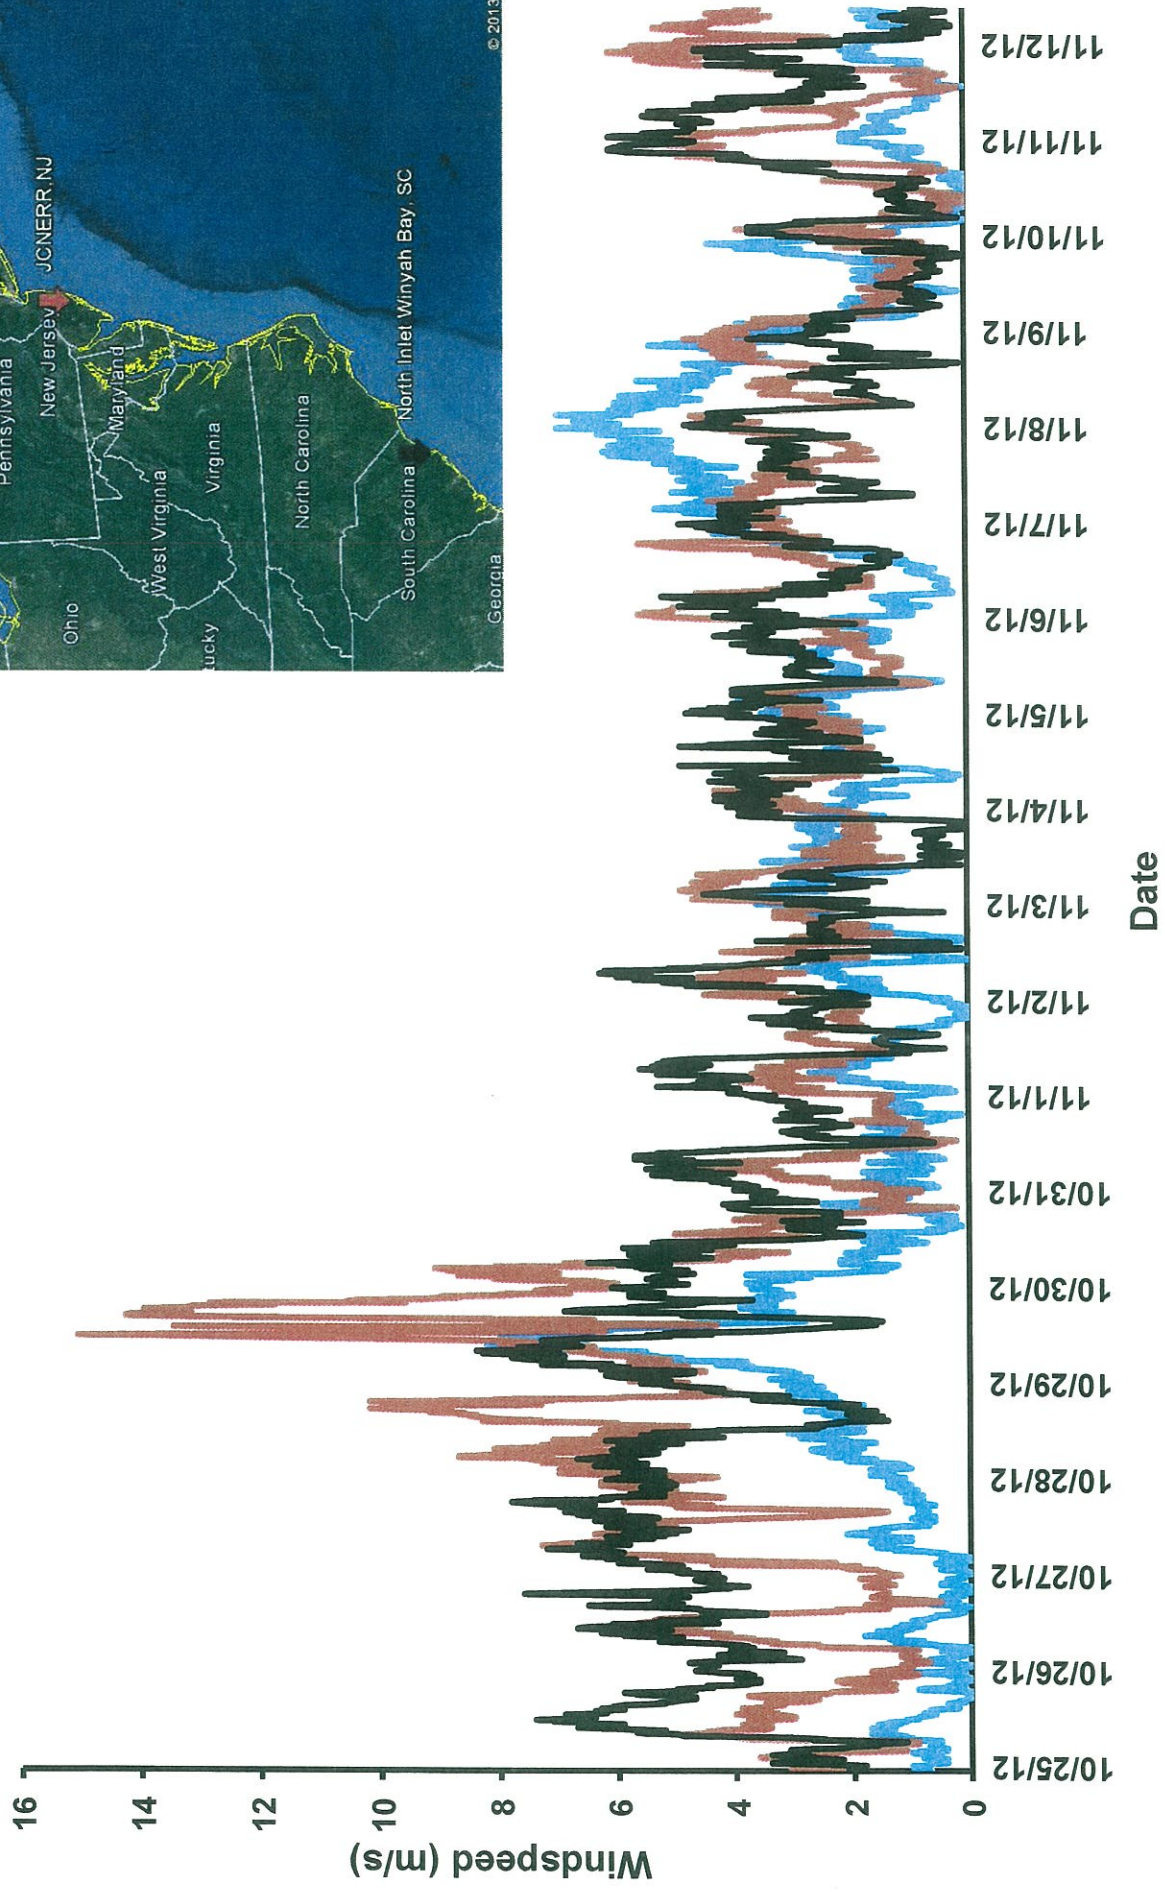 Pennsylvania
Ohio
New Jersey
JCNERR, NJ
Maryland
West Virginia
Virginia
tucky
North Carolina
South Carolina
North Inlet Winyah Bay, SC
Georgia
© 2013
16
14
12
10
8
6
4
2
0
Windspeed (m/s)
10/25/12
10/26/12
10/27/12
10/28/12
10/29/12
10/30/12
10/31/12
11/1/12
11/2/12
11/3/12
11/4/12
11/5/12
11/6/12
11/7/12
11/8/12
11/9/12
11/10/12
11/11/12
11/12/12
Date